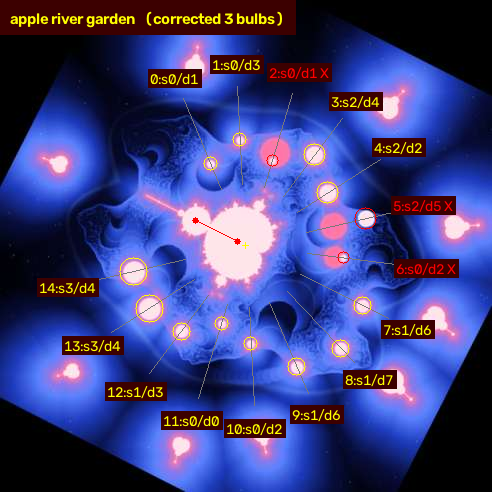 apple river garden (corrected 3 bulbs)
0:s0/d1
1:s0/d3
2:s0/d1 X
3:s2/d4
4:s2/d2
5:s2/d5 X
6:s0/d2 X
7:s1/d6
8:s1/d7
9:s1/d6
10:s0/d2
11:s0/d0
12:s1/d3
13:s3/d4
14:s3/d4